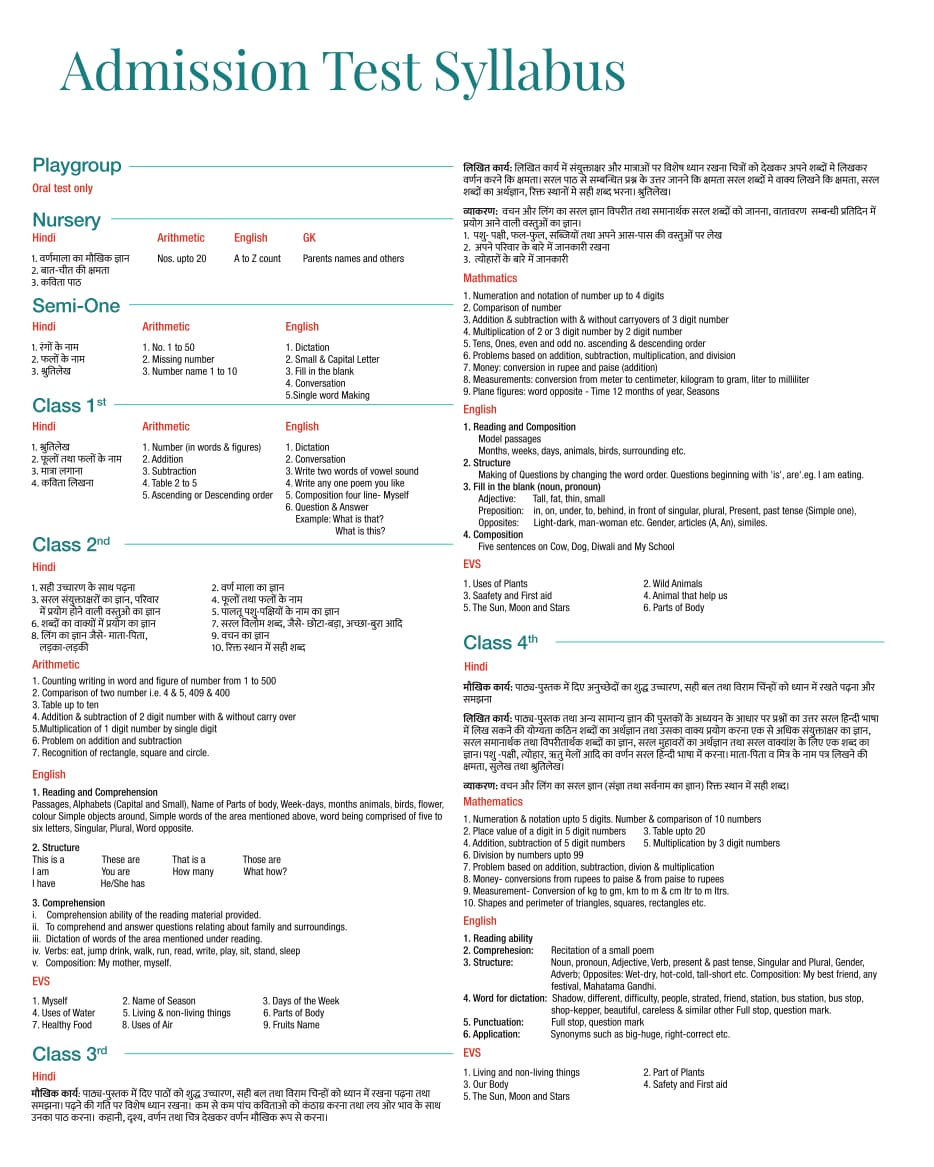 Admission Test Syllabus
Playgroup
Oral test only
Nursery
Hindi Arithmetic English GK
1. वर्णमाला का मौखिक ज्ञान Nos. upto 20 A to Z count Parents names and others
2. बात-चीत की क्षमता
3. कविता पाठ
Semi-One
Hindi Arithmetic English
1. रंगों के नाम 1. No. 1 to 50 1. Dictation
2. फलों के नाम 2. Missing number 2. Small & Capital Letter
3. श्रुतिलेख 3. Number name 1 to 10 3. Fill in the blank
4. Conversation
5.Single word Making
Class 1st
Hindi Arithmetic English
1. श्रुतिलेख 1. Number (in words & figures) 1. Dictation
2. फूलों तथा फलों के नाम 2. Addition 2. Conversation
3. मात्रा लगाना 3. Subtraction 3. Write two words of vowel sound
4. कविता लिखना 4. Table 2 to 5 4. Write any one poem you like
5. Ascending or Descending order 5. Composition four line- Myself
6. Question & Answer
Example: What is that?
What is this?
Class 2nd
Hindi
1. सही उच्चारण के साथ पढ़ना 2. वर्ण माला का ज्ञान
3. सरल संयुक्ताक्षरों का ज्ञान, परिवार 4. फूलों तथा फलों के नाम
में प्रयोग होने वाली वस्तुओ का ज्ञान 5. पालतू पशु-पक्षियों के नाम का ज्ञान
6. शब्दों का वाक्यों में प्रयोग का ज्ञान 7. सरल विलोम शब्द, जैसे- छोटा-बड़ा, अच्छा-बुरा आदि
8. लिंग का ज्ञान जैसे- माता-पिता, 9. वचन का ज्ञान
लड़का-लड़की 10. रिक्त स्थान में सही शब्द
Arithmetic
1. Counting writing in word and figure of number from 1 to 500
2. Comparison of two number i.e. 4 & 5, 409 & 400
3. Table up to ten
4. Addition & subtraction of 2 digit number with & without carry over
5.Multiplication of 1 digit number by single digit
6. Problem on addition and subtraction
7. Recognition of rectangle, square and circle.
English
1. Reading and Comprehension
Passages, Alphabets (Capital and Small), Name of Parts of body, Week-days, months animals, birds, flower,
colour Simple objects around, Simple words of the area mentioned above, word being comprised of five to
six letters, Singular, Plural, Word opposite.
2. Structure
This is a These are That is a Those are
I am You are How many What how?
I have He/She has
3. Comprehension
i. Comprehension ability of the reading material provided.
ii. To comprehend and answer questions relating about family and surroundings.
iii. Dictation of words of the area mentioned under reading.
iv. Verbs: eat, jump drink, walk, run, read, write, play, sit, stand, sleep
v. Composition: My mother, myself.
EVS
1. Myself 2. Name of Season 3. Days of the Week
4. Uses of Water 5. Living & non-living things 6. Parts of Body
7. Healthy Food 8. Uses of Air 9. Fruits Name
Class 3rd
Hindi
मौखिक कार्य: पाठ्य-पुस्तक में दिए पाठों को शुद्ध उच्चारण, सही बल तथा विराम चिन्हों को ध्यान में रखना पढ़ना तथा
समझना। पढ़ने की गति पर विशेष ध्यान रखना। कम से कम पांच कविताओ को कंठाग्र करना तथा लय ओर भाव के साथ
उनका पाठ करना। कहानी, दृश्य, वर्णन तथा चित्र देखकर वर्णन मौखिक रूप से करना।
लिखित कार्य: लिखित कार्य में संयुक्ताक्षर और मात्राओं पर विशेष ध्यान रखना चित्रों को देखकर अपने शब्दों मे लिखकर
वर्णन करने कि क्षमता। सरल पाठ से सम्बन्धित प्रश्न के उत्तर जानने कि क्षमता सरल शब्दों मे वाक्य लिखने कि क्षमता, सरल
शब्दों का अर्थज्ञान, रिक्त स्थानों मे सही शब्द भरना। श्रुतिलेख।
व्याकरण: वचन और लिंग का सरल ज्ञान विपरीत तथा समानार्थक सरल शब्दों को जानना, वातावरण सम्बन्धी प्रतिदिन में
प्रयोग आने वाली वस्तुओं का ज्ञान।
1. पशु- पक्षी, फल-फुल, सब्जियों तथा अपने आस-पास की वस्तुओं पर लेख
2. अपने परिवार के बारे में जानकारी रखना
3. त्योहारों के बारे में जानकारी
Mathmatics
1. Numeration and notation of number up to 4 digits
2. Comparison of number
3. Addition & subtraction with & without carryovers of 3 digit number
4. Multiplication of 2 or 3 digit number by 2 digit number
5. Tens, Ones, even and odd no. ascending & descending order
6. Problems based on addition, subtraction, multiplication, and division
7. Money: conversion in rupee and paise (addition)
8. Measurements: conversion from meter to centimeter, kilogram to gram, liter to milliliter
9. Plane figures: word opposite - Time 12 months of year, Seasons
English
1. Reading and Composition
Model passages
Months, weeks, days, animals, birds, surrounding etc.
2. Structure
Making of Questions by changing the word order. Questions beginning with 'is', are'.eg. I am eating.
3. Fill in the blank (noun, pronoun)
Adjective: Tall, fat, thin, small
Preposition: in, on, under, to, behind, in front of singular, plural, Present, past tense (Simple one),
Opposites: Light-dark, man-woman etc. Gender, articles (A, An), similes.
4. Composition
Five sentences on Cow, Dog, Diwali and My School
EVS
1. Uses of Plants 2. Wild Animals
3. Saafety and First aid 4. Animal that help us
5. The Sun, Moon and Stars 6. Parts of Body
Class 4th
Hindi
मौखिक कार्य: पाठ्य-पुस्तक में दिए अनुच्छेदों का शुद्ध उच्चारण, सही बल तथा विराम चिंन्हों को ध्यान में रखते पढ़ना और
समझना
लिखित कार्य: पाठ्य-पुस्तक तथा अन्य सामान्य ज्ञान की पुस्तकों के अध्ययन के आधार पर प्रश्नों का उत्तर सरल हिन्दी भाषा
में लिख सकने की योग्यता कठिन शब्दों का अर्थज्ञान तथा उसका वाक्य प्रयोग करना एक से अधिक संयुक्ताक्षर का ज्ञान,
सरल समानार्थक तथा विपरीतार्थक शब्दों का ज्ञान, सरल मुहावरों का अर्थज्ञान तथा सरल वाक्यांश के लिए एक शब्द का
ज्ञान। पशु -पक्षी, त्योहार, ऋतु मेलों आदि का वर्णन सरल हिन्दी भाषा में करना। माता-पिता व मित्र के नाम पत्र लिखने की
क्षमता, सुलेख तथा श्रुतिलेख।
व्याकरण: वचन और लिंग का सरल ज्ञान (संज्ञा तथा सर्वनाम का ज्ञान) रिक्त स्थान में सही शब्द।
Mathematics
1. Numeration & notation upto 5 digits. Number & comparison of 10 numbers
2. Place value of a digit in 5 digit numbers 3. Table upto 20
4. Addition, subtraction of 5 digit numbers 5. Multiplication by 3 digit numbers
6. Division by numbers upto 99
7. Problem based on addition, subtraction, divion & multiplication
8. Money- conversions from rupees to paise & from paise to rupees
9. Measurement- Conversion of kg to gm, km to m & cm ltr to m ltrs.
10. Shapes and perimeter of triangles, squares, rectangles etc.
English
1. Reading ability
2. Comprehesion: Recitation of a small poem
3. Structure: Noun, pronoun, Adjective, Verb, present & past tense, Singular and Plural, Gender,
Adverb; Opposites: Wet-dry, hot-cold, tall-short etc. Composition: My best friend, any
festival, Mahatama Gandhi.
4. Word for dictation: Shadow, different, difficulty, people, strated, friend, station, bus station, bus stop,
shop-kepper, beautiful, careless & similar other Full stop, question mark.
5. Punctuation: Full stop, question mark
6. Application: Synonyms such as big-huge, right-correct etc.
EVS
1. Living and non-living things 2. Part of Plants
3. Our Body 4. Safety and First aid
5. The Sun, Moon and Stars